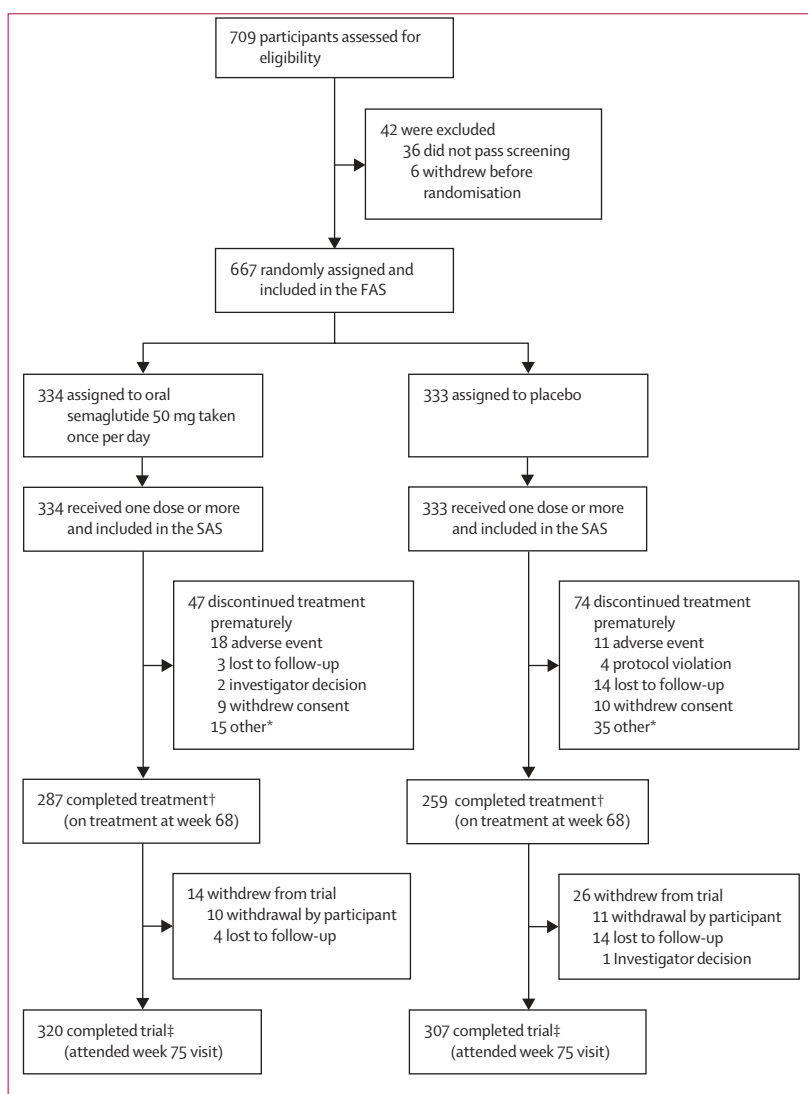 709 participants assessed for
eligibility
42 were excluded
36 did not pass screening
6 withdrew before
randomisation
667 randomly assigned and
included in the FAS
334 assigned to oral
semaglutide 50 mg taken
once per day
333 assigned to placebo
334 received one dose or more
and included in the SAS
333 received one dose or more
and included in the SAS
47 discontinued treatment
prematurely
18 adverse event
3 lost to follow-up
2 investigator decision
9 withdrew consent
15 other*
74 discontinued treatment
prematurely
11 adverse event
4 protocol violation
14 lost to follow-up
10 withdrew consent
35 other*
287 completed treatment†
(on treatment at week 68)
259 completed treatment†
(on treatment at week 68)
14 withdrew from trial
10 withdrawal by participant
4 lost to follow-up
26 withdrew from trial
11 withdrawal by participant
14 lost to follow-up
1 Investigator decision
320 completed trial‡
(attended week 75 visit)
307 completed trial‡
(attended week 75 visit)